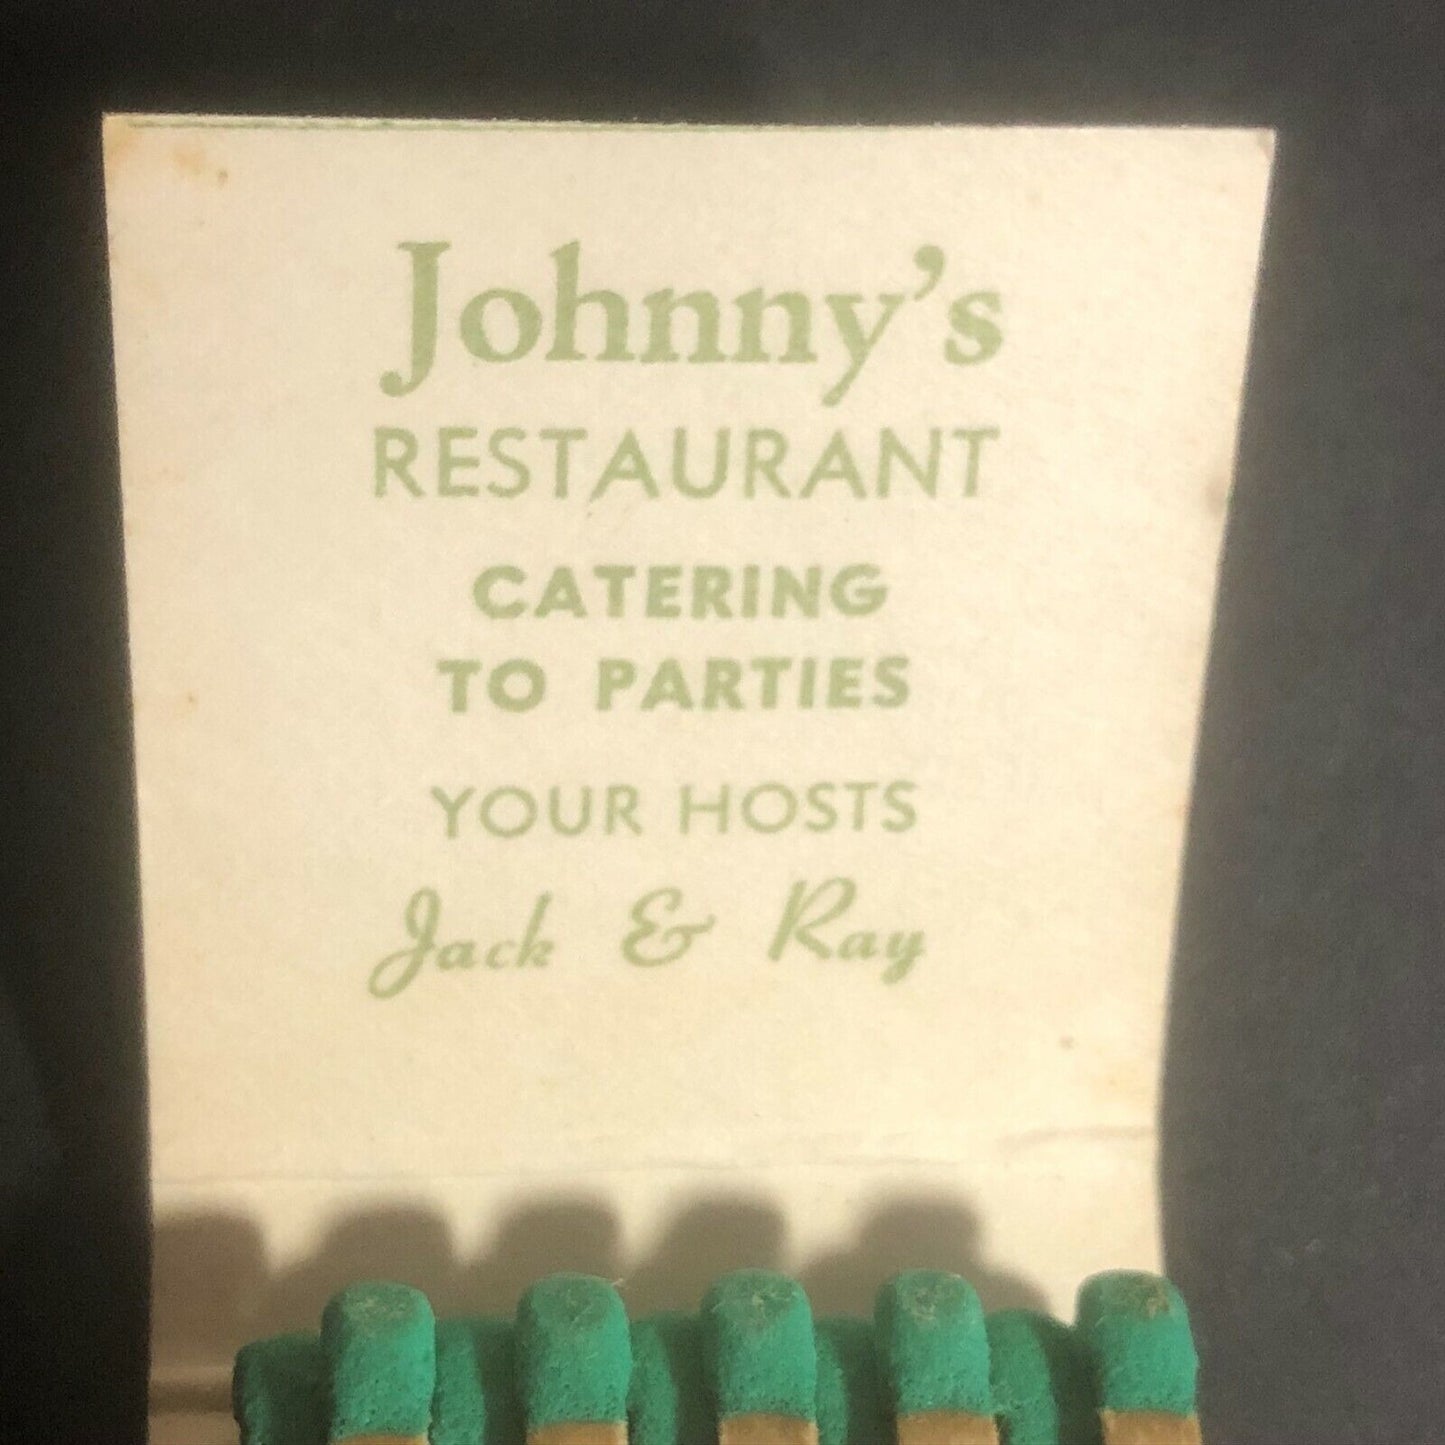 Johnny's
RESTAURANT
CATERING
TO PARTIES
YOUR HOSTS
Jack & Ray